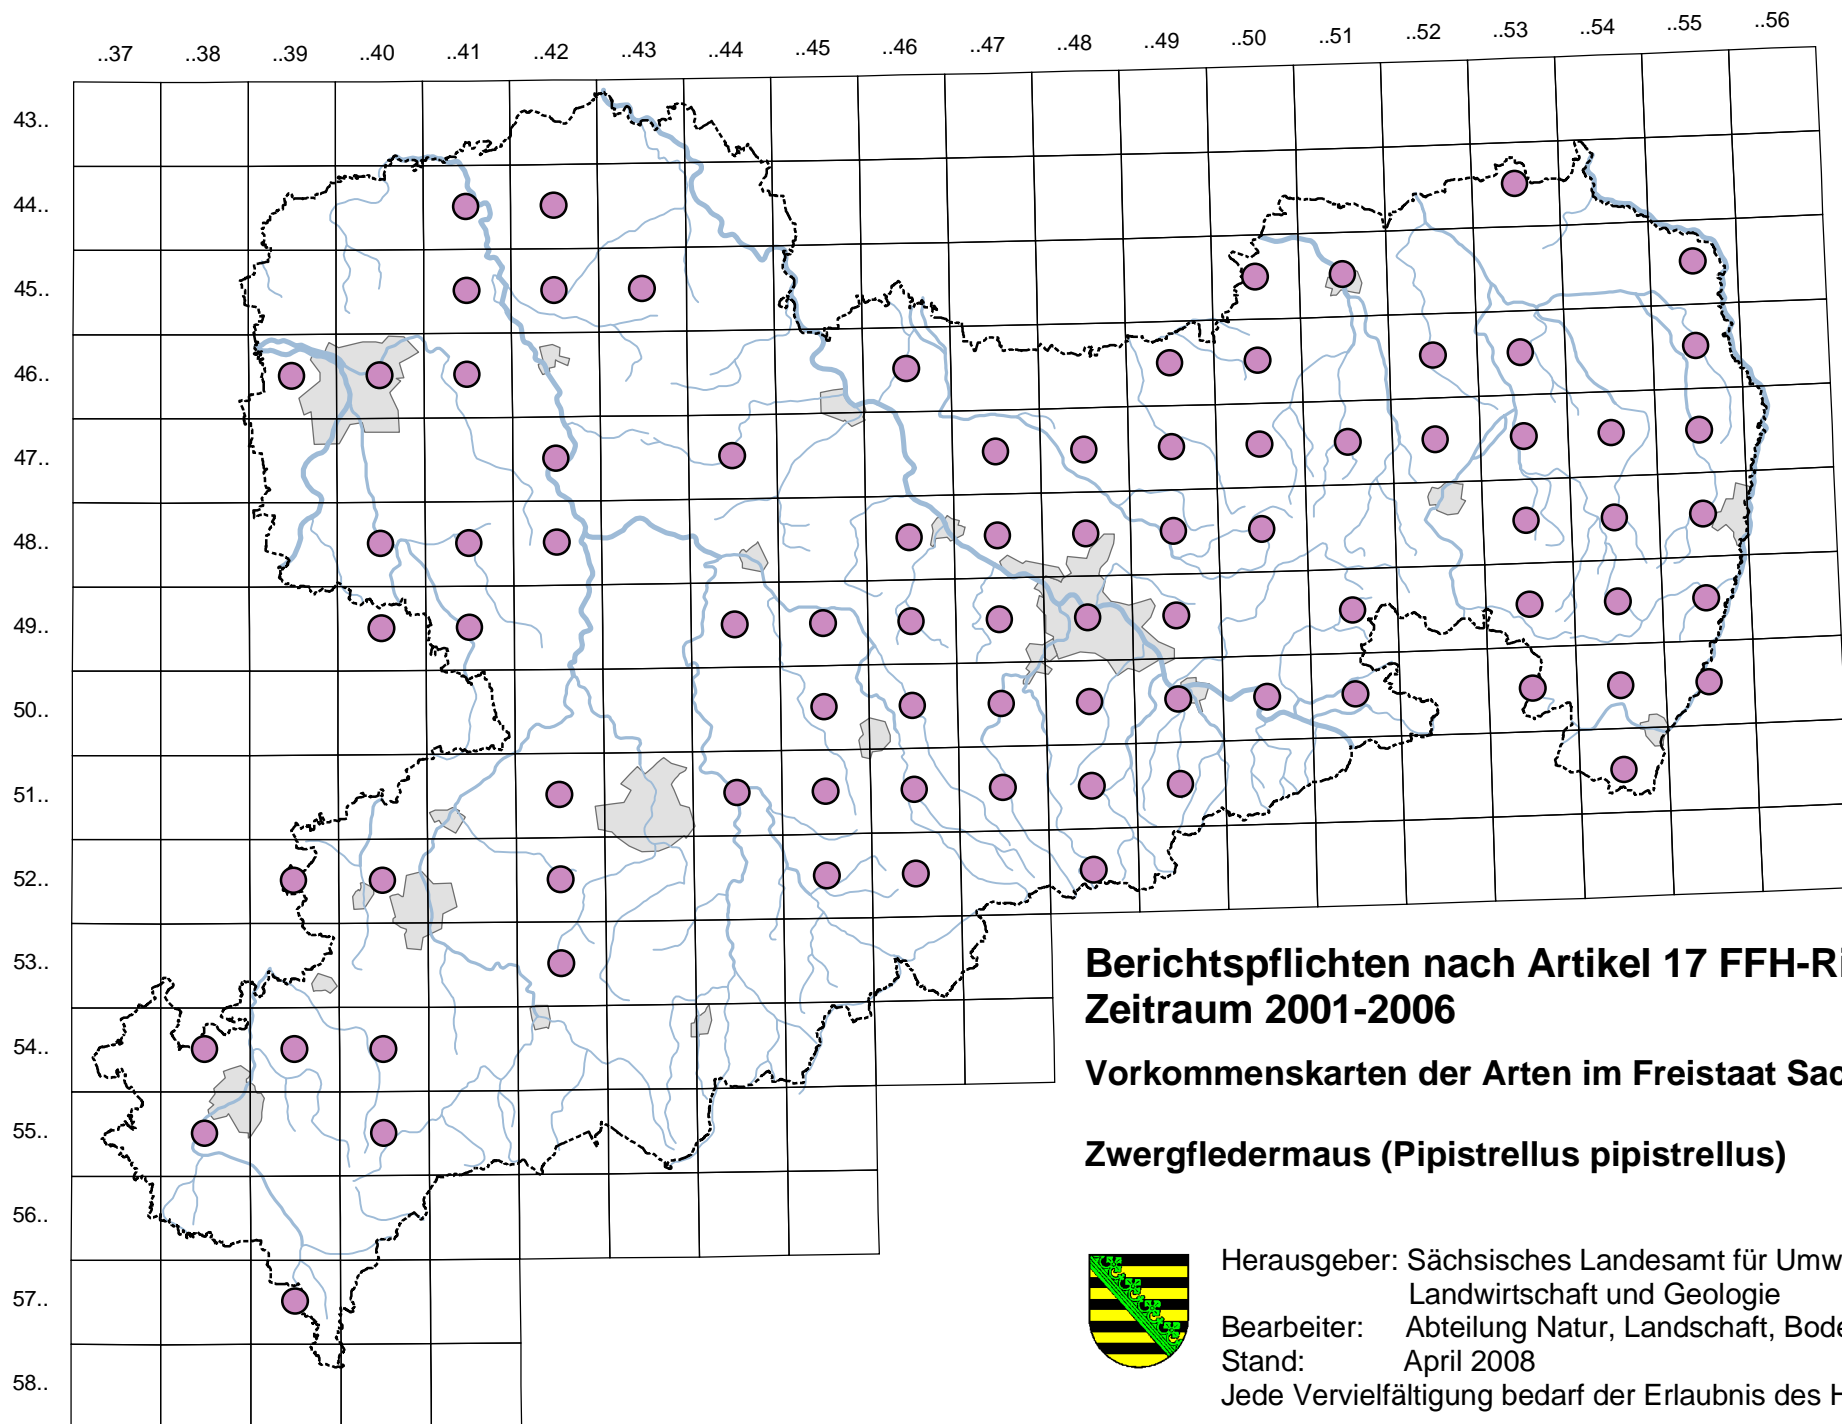 ..37 ..38 ..39 ..40 ..41 ..42 ..43 ..44 ..45 ..46 ..47 ..48 ..49 ..50 ..51 ..52 ..53 ..54 ..55 ..56
43..
44..
45..
46..
47..
48..
49..
50..
51..
52..
53..
54..
55..
56..
57..
58..
Berichtspflichten nach Artikel 17 FFH-Ri
Zeitraum 2001-2006
Vorkommenskarten der Arten im Freistaat Sac
Zwergfledermaus (Pipistrellus pipistrellus)
Herausgeber: Sächsisches Landesamt für Umw
Landwirtschaft und Geologie
Bearbeiter: Abteilung Natur, Landschaft, Bode
Stand: April 2008
Jede Vervielfältigung bedarf der Erlaubnis des H